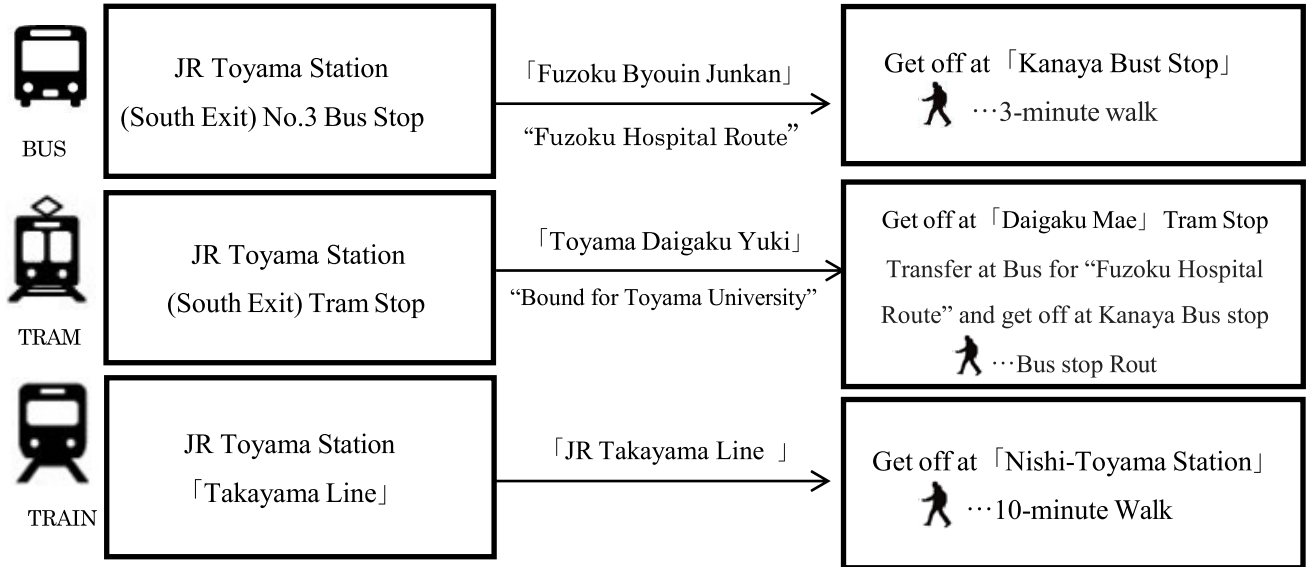 BUS
JR Toyama Station
(South Exit) No.3 Bus Stop
「Fuzoku Byouin Junkan」
“Fuzoku Hospital Route”
Get off at「Kanaya Bust Stop」
…3-minute walk
TRAM
JR Toyama Station
(South Exit) Tram Stop
「Toyama Daigaku Yuki」
“Bound for Toyama University”
Get off at「Daigaku Mae」Tram Stop
Transfer at Bus for “Fuzoku Hospital
Route” and get off at Kanaya Bus stop
…Bus stop Rout
TRAIN
JR Toyama Station
「Takayama Line」
「JR Takayama Line 」
Get off at「Nishi-Toyama Station」
…10-minute Walk